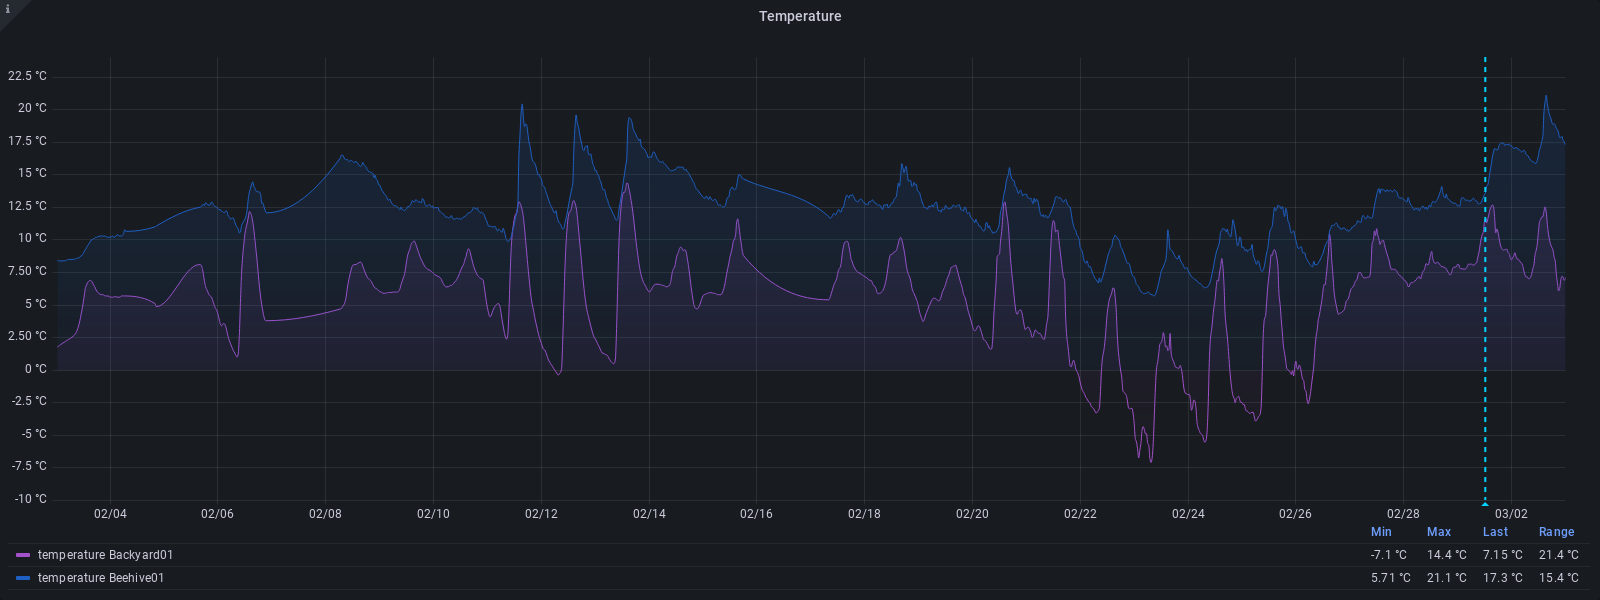 i
Temperature
22.5 °C
20 °C
17.5 °C
15 °C
12.5 °C
10 °C
7.50 °C
5 °C
2.50 °C
0 °C
-2.5 °C
-5 °C
-7.5 °C
-10 °C
02/04 02/06 02/08 02/10 02/12 02/14 02/16 02/18 02/20 02/22 02/24 02/26 02/28 03/02
Min Max Last Range
temperature Backyard01 -7.1 °C 14.4 °C 7.15 °C 21.4 °C
temperature Beehive01 5.71 °C 21.1 °C 17.3 °C 15.4 °C